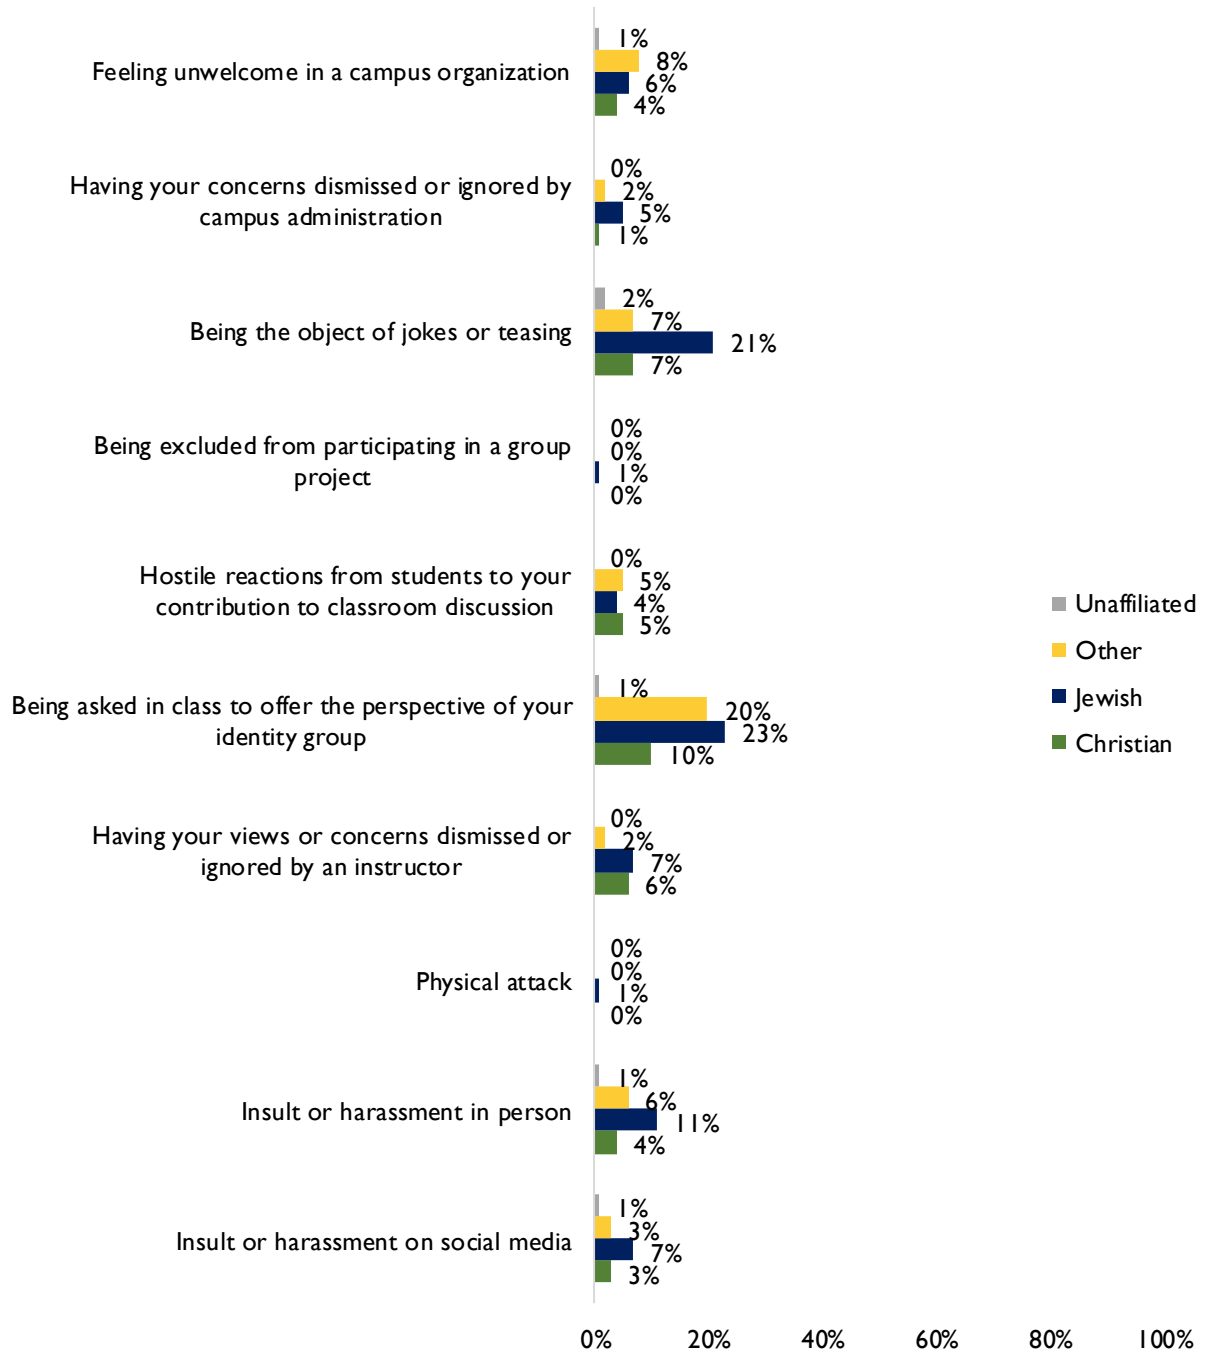 Feeling unwelcome in a campus organization
1%
8%
6%
4%
Having your concerns dismissed or ignored by
campus administration
0%
2%
5%
1%
Being the object of jokes or teasing
2%
7%
21%
7%
Being excluded from participating in a group
project
0%
0%
1%
0%
Hostile reactions from students to your
contribution to classroom discussion
0%
5%
4%
5%
Being asked in class to offer the perspective of your
identity group
1%
20%
23%
10%
Having your views or concerns dismissed or
ignored by an instructor
0%
2%
7%
6%
Physical attack
0%
0%
1%
0%
Insult or harassment in person
1%
6%
11%
4%
Insult or harassment on social media
1%
3%
7%
3%
0% 20% 40% 60% 80% 100%
Unaffiliated
Other
Jewish
Christian